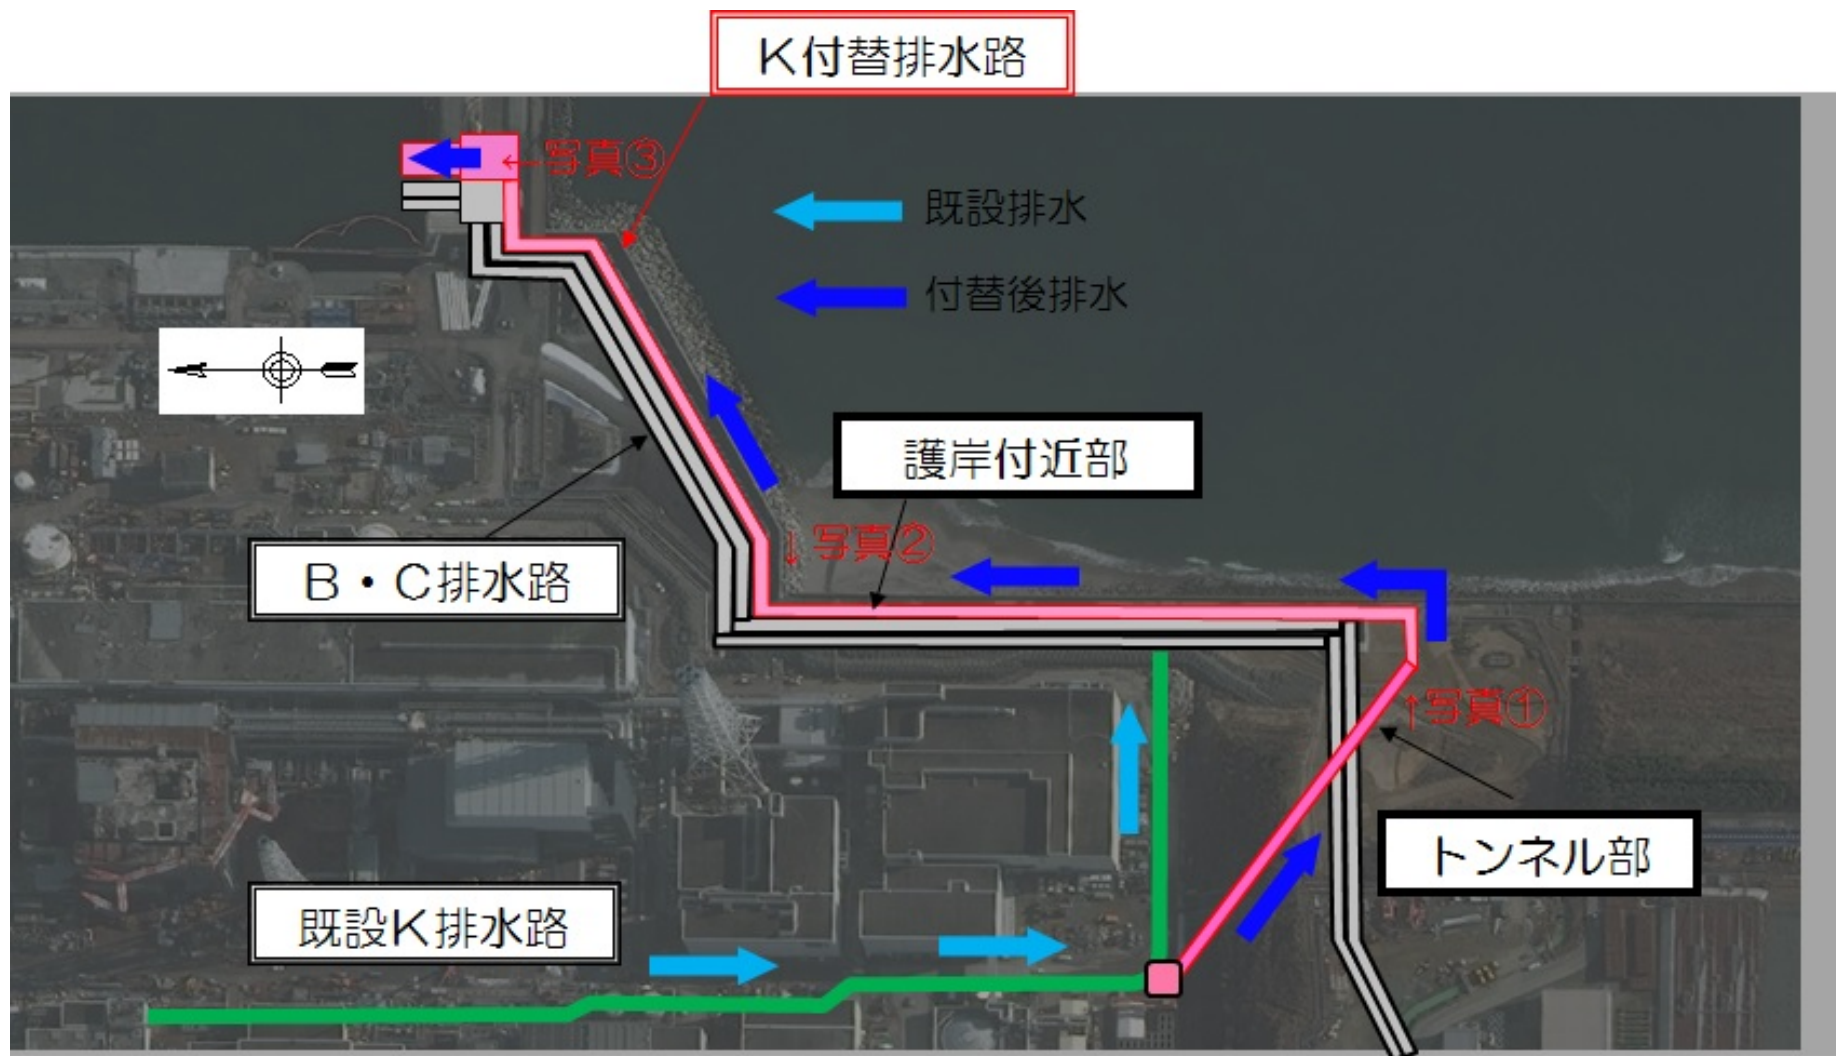 K付替排水路
←写真③
既設排水
付替後排水
護岸付近部
↓写真②
B・C排水路
↑写真①
トンネル部
既設K排水路